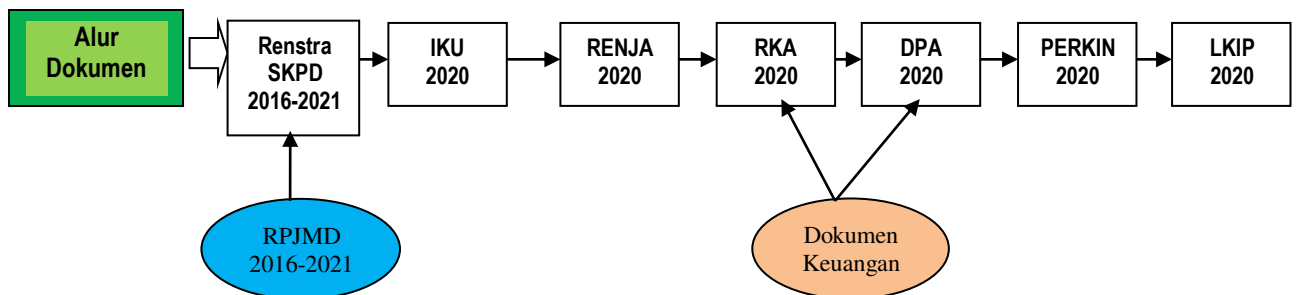 Alur
Dokumen
Renstra
SKPD
2016-2021
IKU
2020
RENJA
2020
RKA
2020
DPA
2020
PERKIN
2020
LKIP
2020
RPJMD
2016-2021
Dokumen
Keuangan